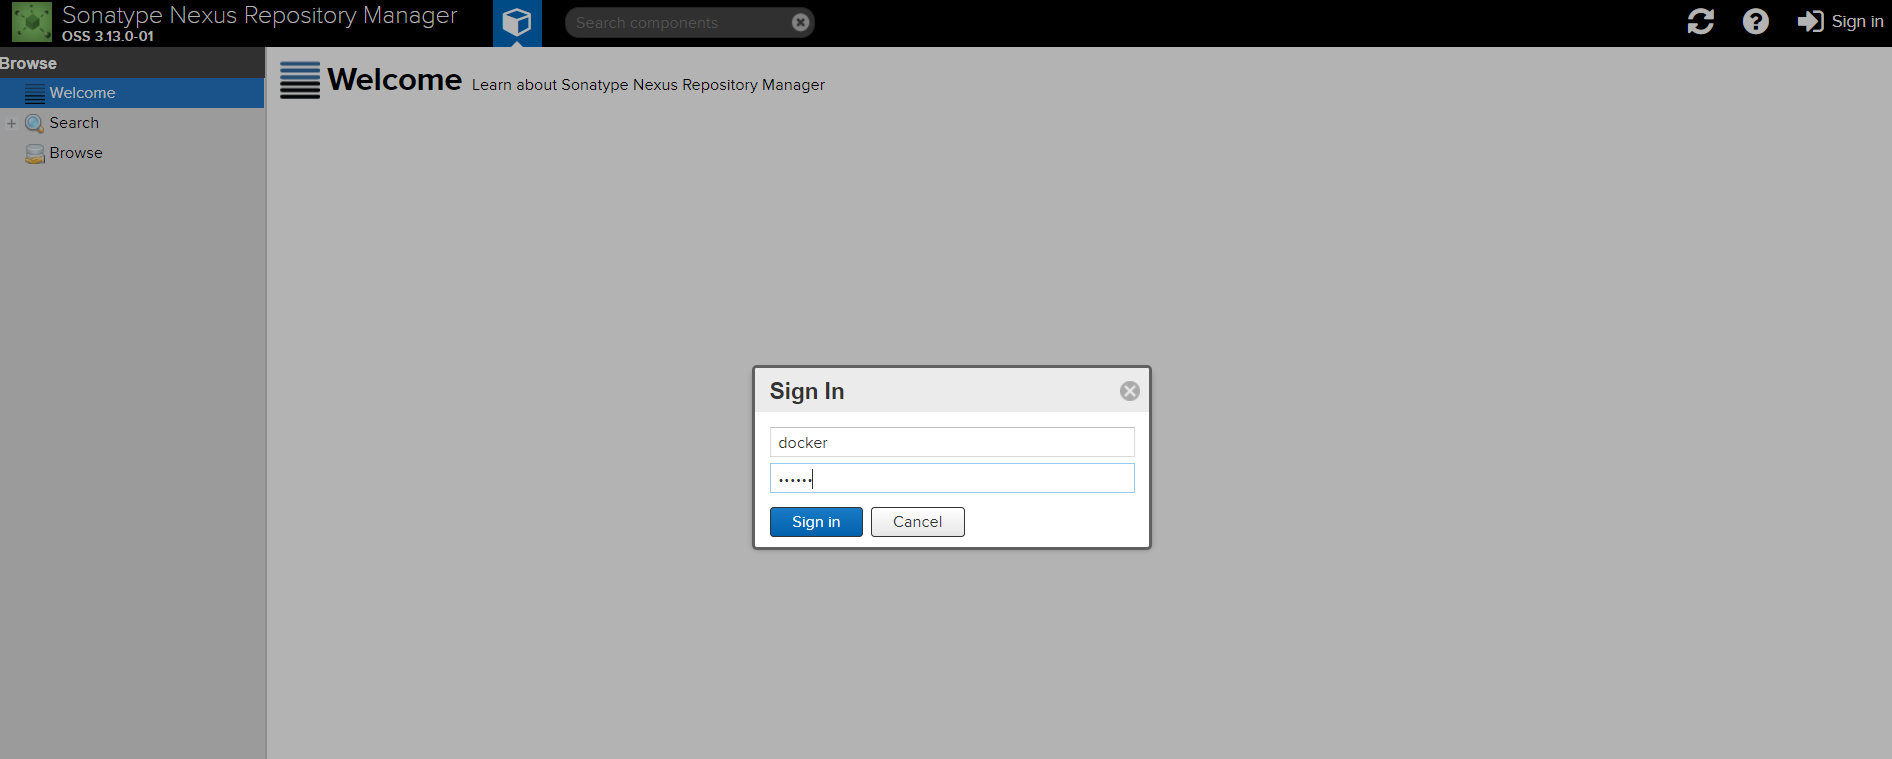 Sonatype Nexus Repository Manager
OSS 3.13.0-01
Search components
Sign in
Browse
Welcome
Search
Browse
Welcome Learn about Sonatype Nexus Repository Manager
Sign In
docker
••••••
Sign in Cancel